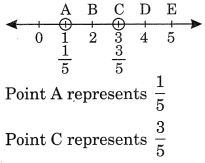 A B C D E
0 1 2 3 4 5
1/5 3/5
Point A represents 1/5
Point C represents 3/5